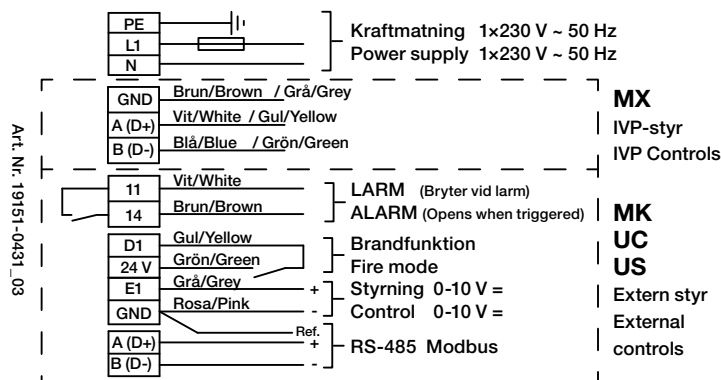 PE
L1
N
Kraftmatning 1×230 V ~ 50 Hz
Power supply 1×230 V ~ 50 Hz
GND Brun/Brown / Grå/Grey
A (D+) Vit/White / Gul/Yellow
B (D-) Blå/Blue / Grön/Green
MX
IVP-styr
IVP Controls
Art. Nr. 19151-0431_03
11 Vit/White
14 Brun/Brown
LARM (Bryter vid larm)
ALARM (Opens when triggered)
D1 Gul/Yellow
24 V Grön/Green
Brandfunktion
Fire mode
E1 Grå/Grey +
GND Rosa/Pink -
Styrning 0-10 V =
Control 0-10 V =
Ref.
A (D+) +
B (D-) -
RS-485 Modbus
MK
UC
US
Extern styr
External
controls